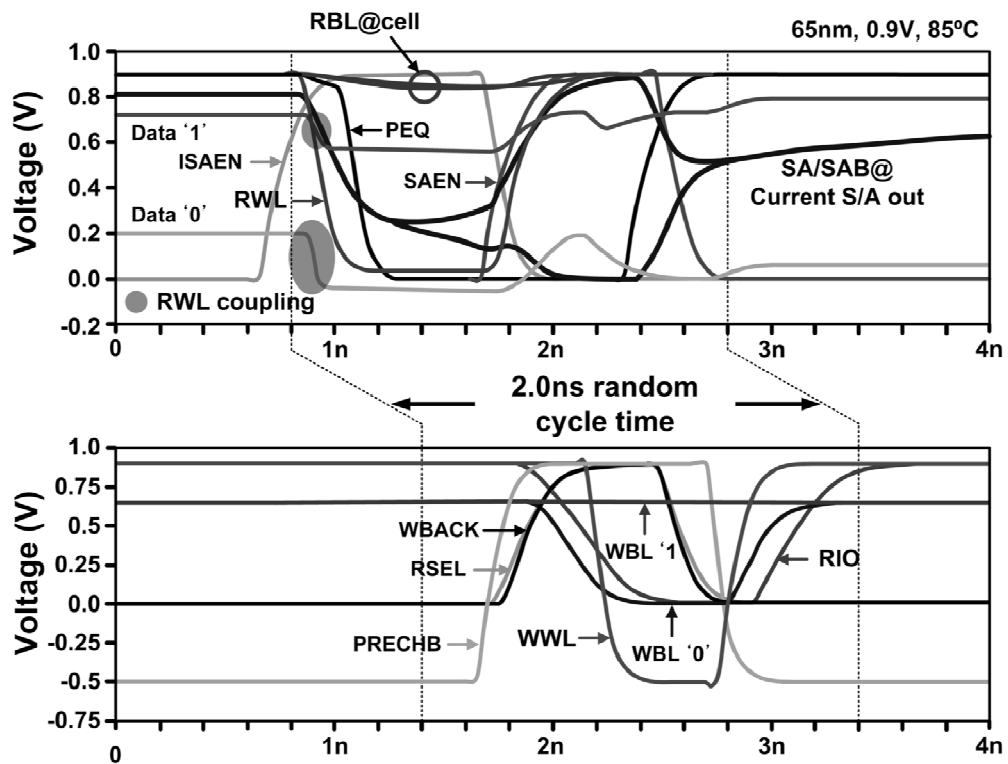 RBL@cell
65nm, 0.9V, 85ºC
1.0
0.8
0.6
0.4
0.2
0.0
-0.2
Voltage (V)
Data ‘1’
ISAEN
PEQ
RWL
SAEN
SA/SAB@
Current S/A out
Data ‘0’
RWL coupling
0
1n
2n
3n
4n
2.0ns random
cycle time
1.0
0.75
0.5
0.0
-0.25
-0.5
-0.75
Voltage (V)
WBACK
RSEL
WBL ‘1’
RIO
PRECHB
WWL
WBL ‘0’
0
1n
2n
3n
4n